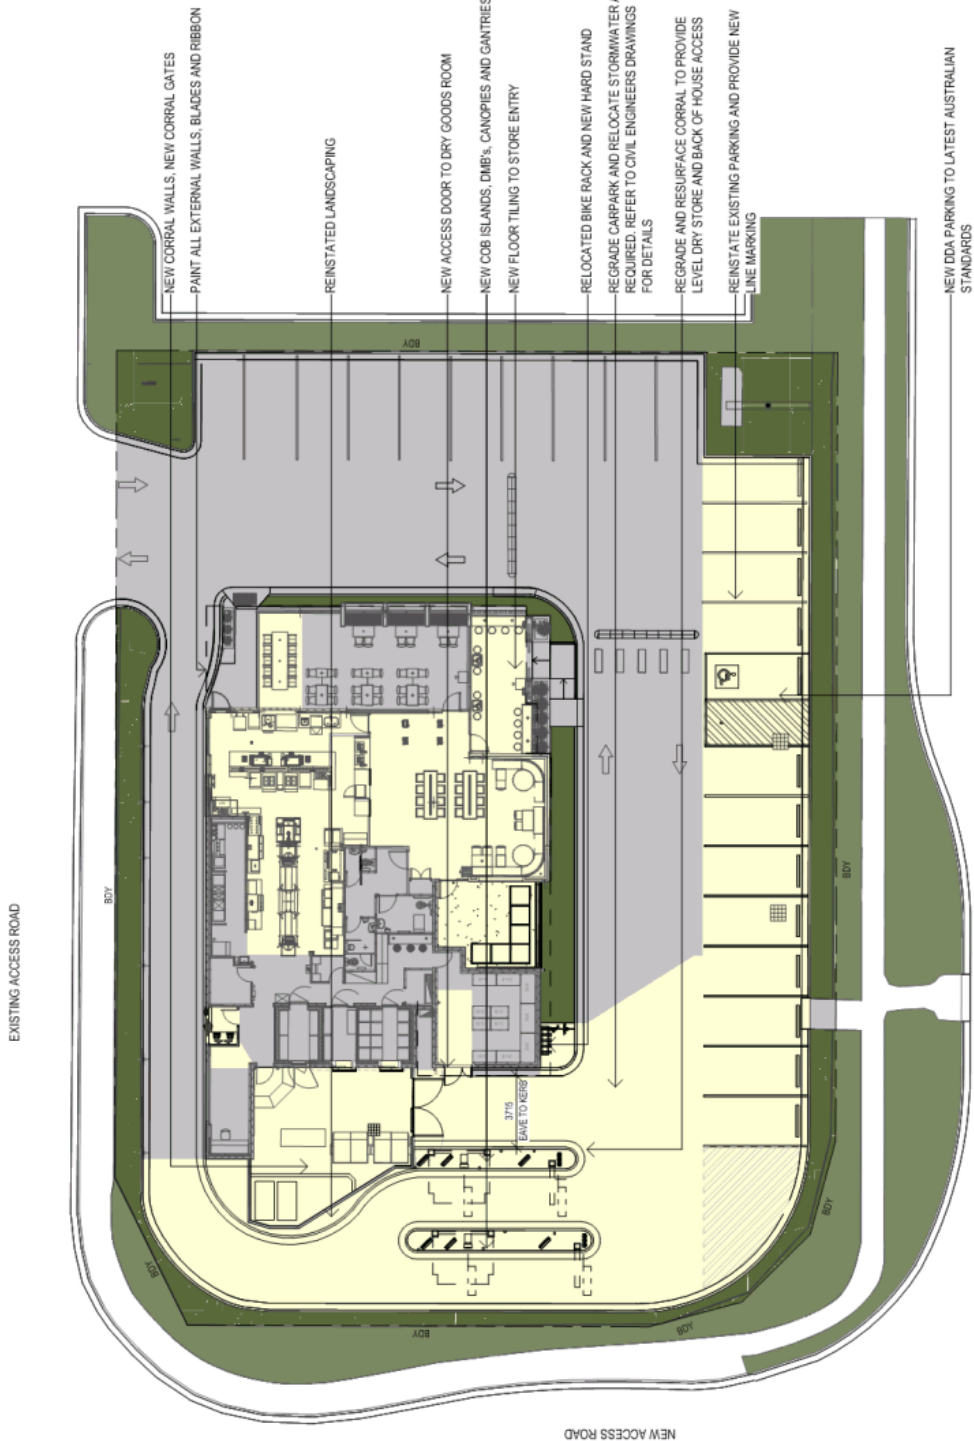 NEW CORRAL WALLS, NEW CORRAL GATES
PAINT ALL EXTERNAL WALLS, BLADES AND RIBBON
REINSTATED LANDSCAPING
NEW ACCESS DOOR TO DRY GOODS ROOM
NEW COB ISLANDS, DMB's, CANOPIES AND GANTRIES
NEW FLOOR TILING TO STORE ENTRY
RELOCATED BIKE RACK AND NEW HARD STAND
REGRADE CARPARK AND RELOCATE STORMWATER
REQUIRED. REFER TO CIVIL ENGINEERS DRAWINGS
FOR DETAILS
REGRADE AND RESURFACE CORRAL TO PROVIDE
LEVEL DRY STORE AND BACK OF HOUSE ACCESS
REINSTATE EXISTING PARKING AND PROVIDE NEW
LINE MARKING
NEW DDA PARKING TO LATEST AUSTRALIAN
STANDARDS
EXISTING ACCESS ROAD
BDY
BDY
BDY
BDY
BDY
BDY
BDY
3715
EAVE TO KERB
NEW ACCESS ROAD